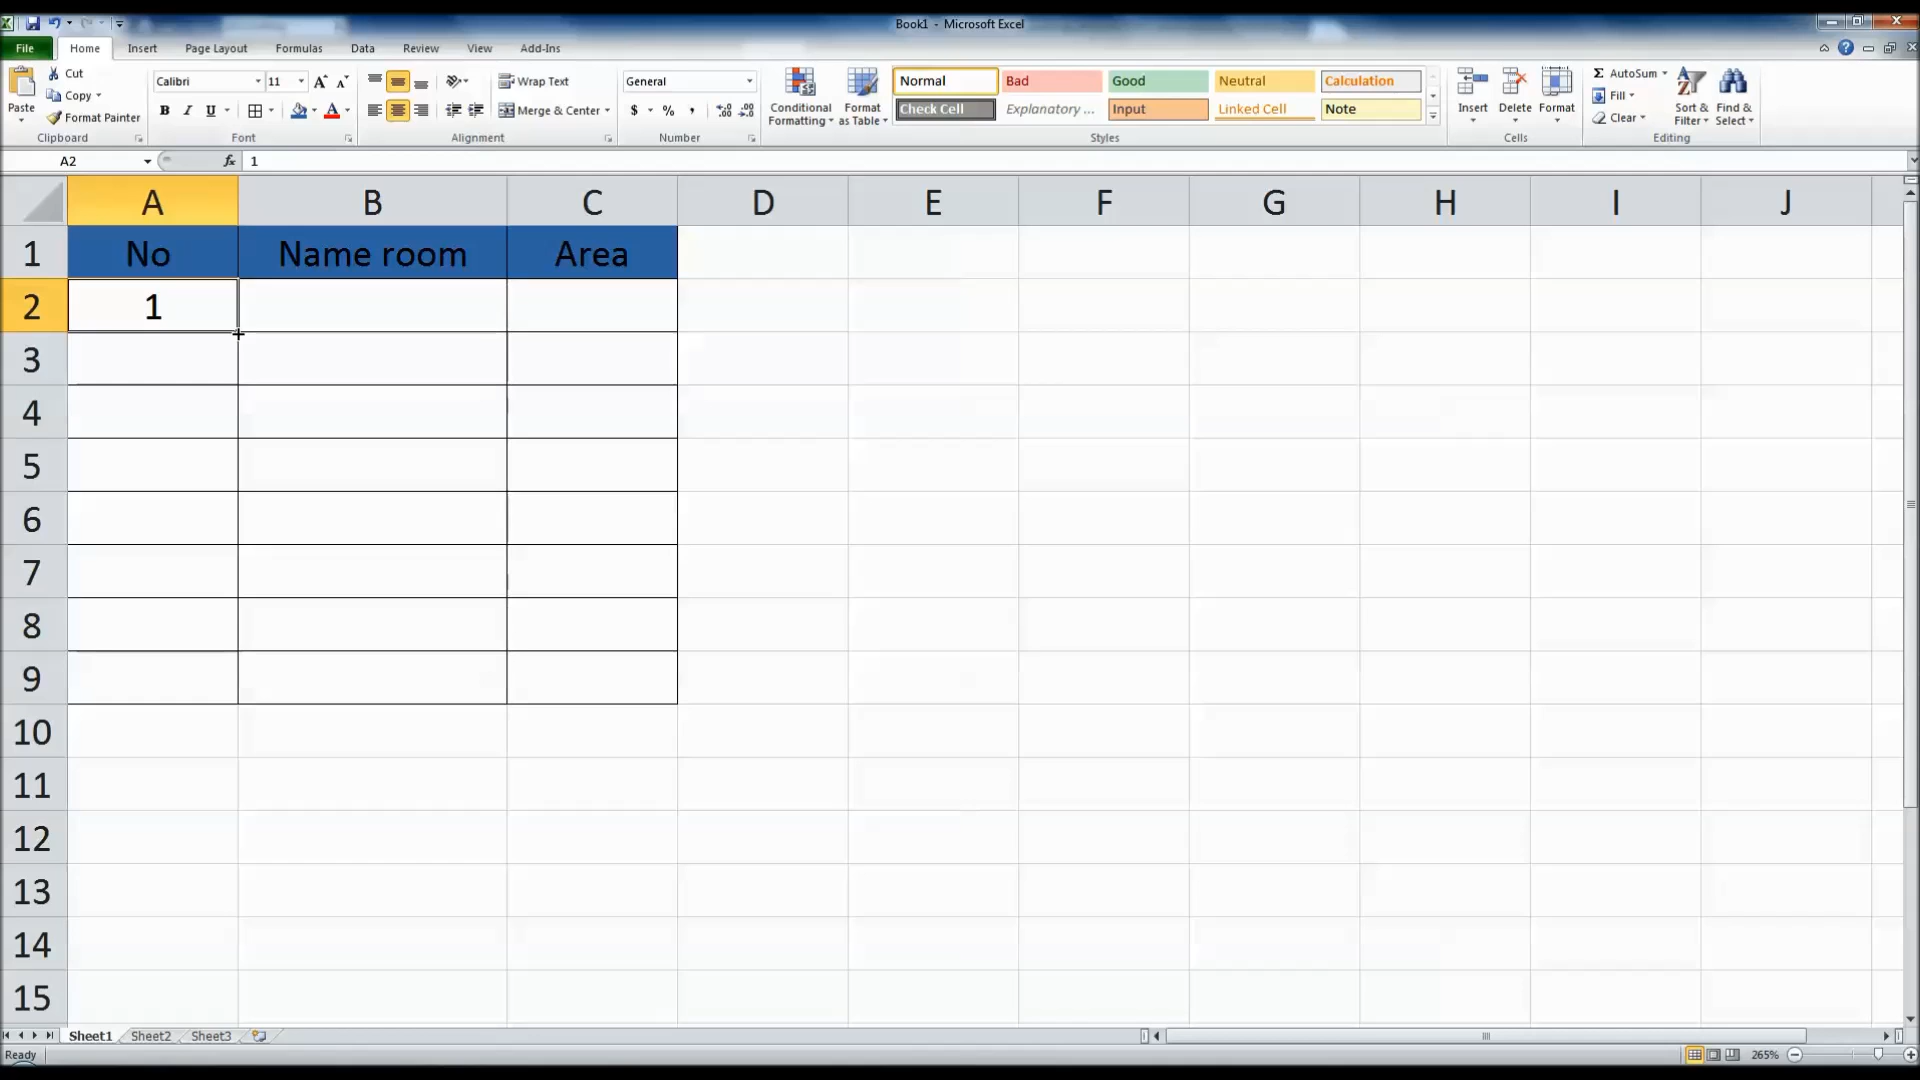 Book1 - Microsoft Excel
File Home Insert Page Layout Formulas Data Review View Add-Ins
Paste
Cut
Copy
Format Painter
Clipboard
Calibri 11
B I U
Font
Wrap Text
Merge & Center
Alignment
General
$ % ,
Number
Conditional Formatting
Format as Table
Normal Bad Good Neutral Calculation
Check Cell Explanatory ... Input Linked Cell Note
Styles
Insert Delete Format
Cells
Σ AutoSum
Fill
Clear
Sort & Filter
Find & Select
Editing
A2 fx 1
A B C D E F G H I J
1 No Name room Area
2 1
3
4
5
6
7
8
9
10
11
12
13
14
15
Sheet1 Sheet2 Sheet3
Ready 265%